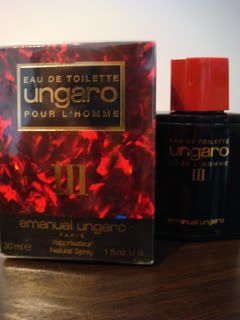 EAU DE TOILETTE
ungaro
POUR L'HOMME
III
emanuel ungaro
PARIS
30 ml e
Vaporisateur
Natural Spray
1 fl.oz. U.S.
EAU DE TOILETTE
ungaro
POUR L'HOMME
III
emanuel ungaro